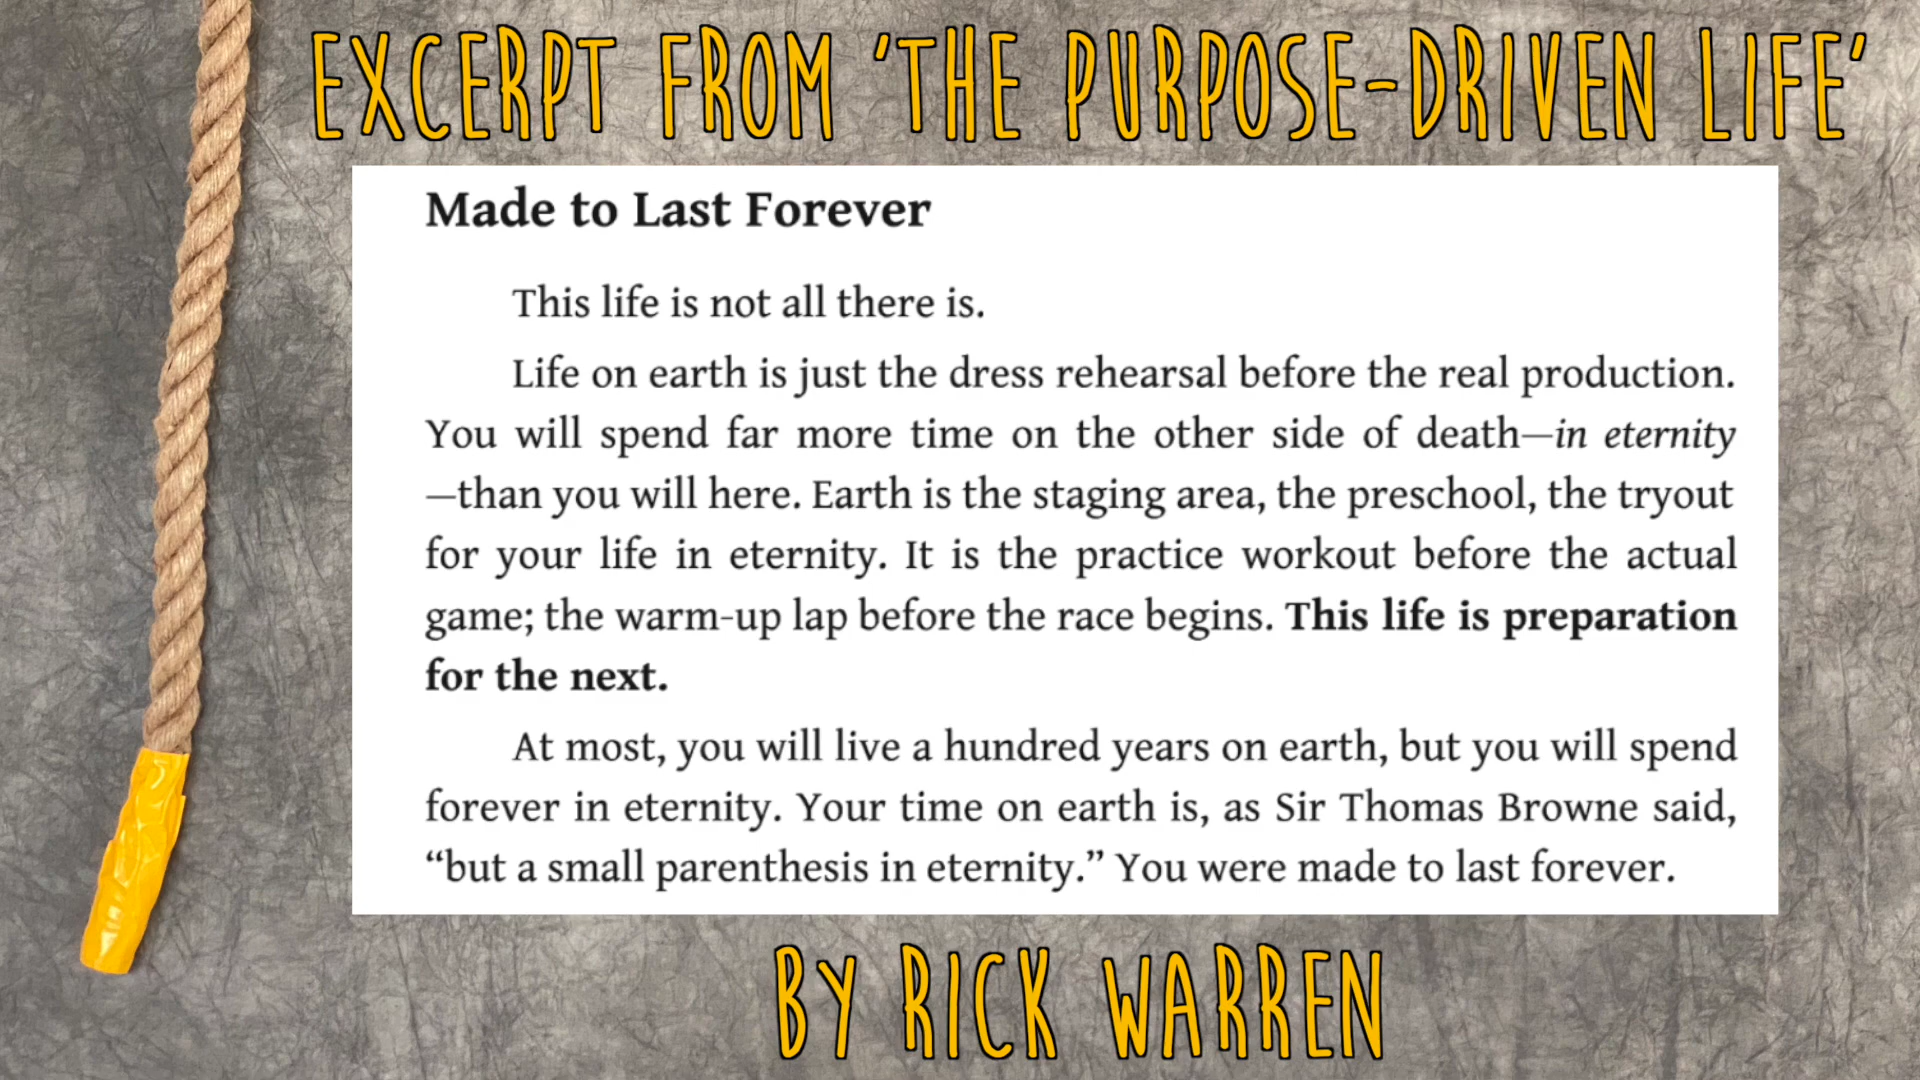 EXCERPT FROM 'THE PURPOSE-DRIVEN LIFE'
Made to Last Forever
This life is not all there is.
Life on earth is just the dress rehearsal before the real production.
You will spend far more time on the other side of death—in eternity
—than you will here. Earth is the staging area, the preschool, the tryout
for your life in eternity. It is the practice workout before the actual
game; the warm-up lap before the race begins. This life is preparation
for the next.
At most, you will live a hundred years on earth, but you will spend
forever in eternity. Your time on earth is, as Sir Thomas Browne said,
“but a small parenthesis in eternity.” You were made to last forever.
BY RICK WARREN